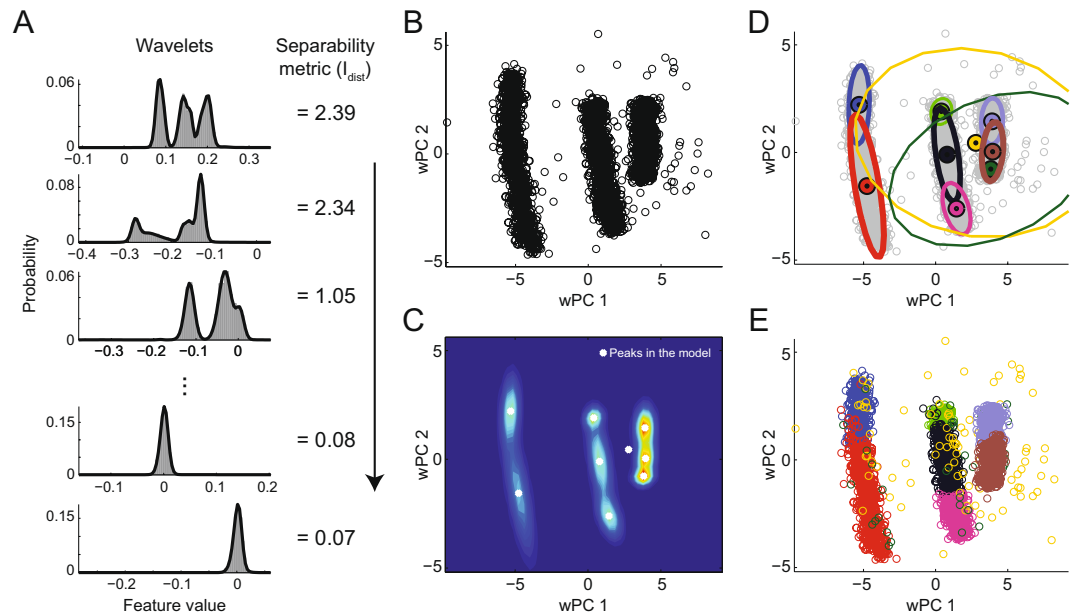 A
Wavelets
Separability
metric (I_dist)
0.06
0
−0.1 0 0.1 0.2 0.3
= 2.39
0.08
0
−0.4 −0.3 −0.2 −0.1 0
= 2.34
0.06
0
−0.3 −0.2 −0.1 0
= 1.05
Probability
⋮
0.15
0
−0.1 0 0.1 0.2
= 0.08
0.15
0
−0.2 −0.1 0
= 0.07
Feature value
B
5
0
−5
wPC 2
−5 0 5
wPC 1
C
Peaks in the model
5
0
−5
wPC 2
−5 0 5
wPC 1
D
5
0
−5
wPC 2
−5 0 5
wPC 1
E
5
0
−5
wPC 2
−5 0 5
wPC 1